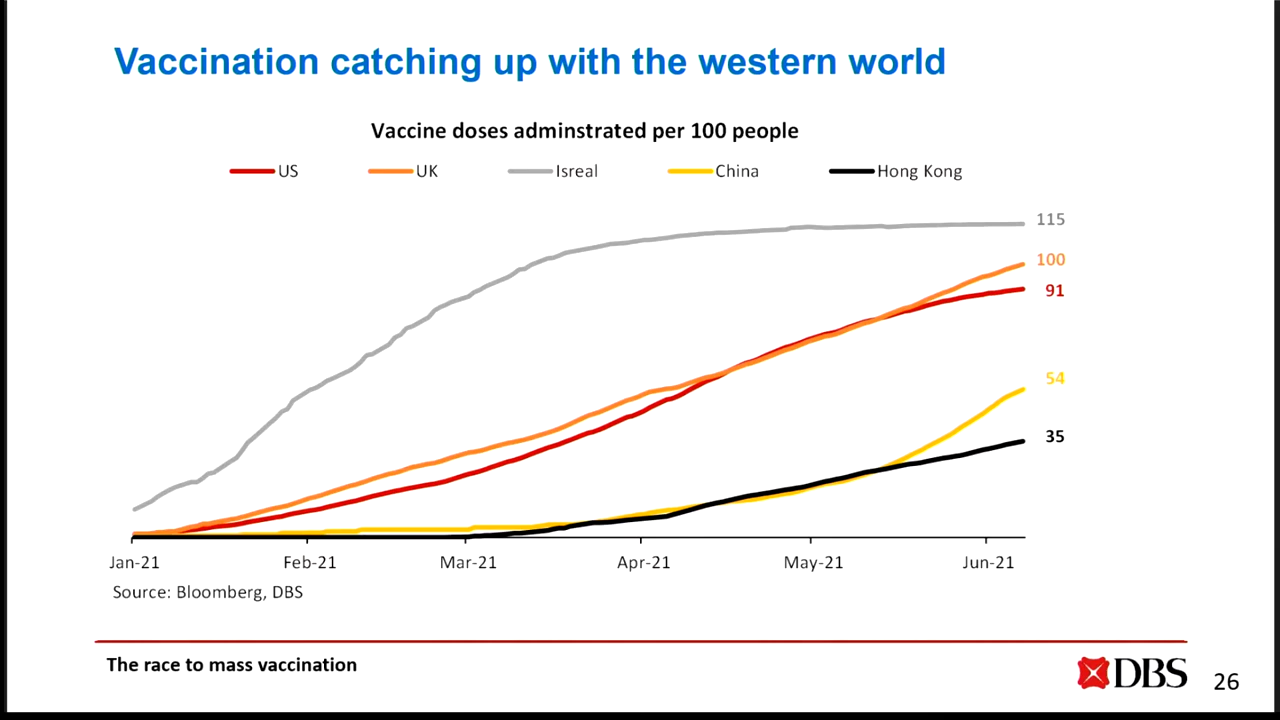 Vaccination catching up with the western world
Vaccine doses adminstrated per 100 people
US UK Isreal China Hong Kong
115
100
91
54
35
Jan-21 Feb-21 Mar-21 Apr-21 May-21 Jun-21
Source: Bloomberg, DBS
The race to mass vaccination
DBS
26